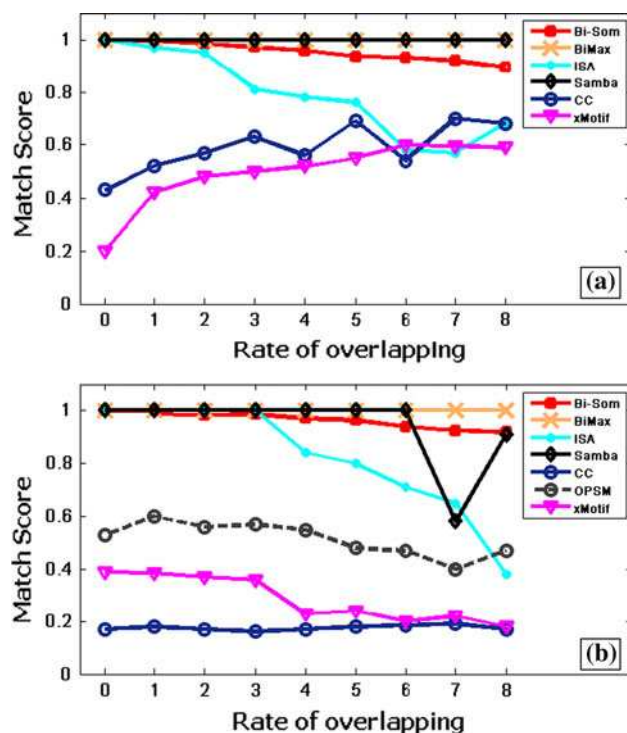 1
0.8
0.6
0.4
0.2
0
Match Score
0 1 2 3 4 5 6 7 8
Rate of overlapping
Bi-Som
BiMax
ISA
Samba
CC
xMotif
(a)
1
0.8
0.6
0.4
0.2
0
Match Score
0 1 2 3 4 5 6 7 8
Rate of overlapping
Bi-Som
BiMax
ISA
Samba
CC
OPSM
xMotif
(b)